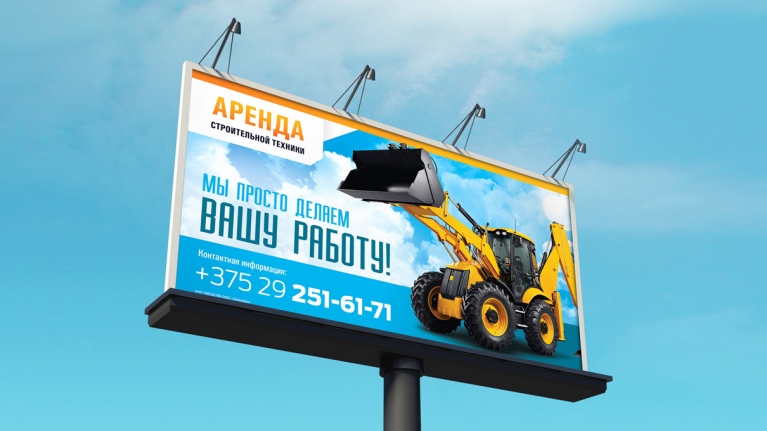 АРЕНДА
СТРОИТЕЛЬНОЙ ТЕХНИКИ
МЫ ПРОСТО ДЕЛАЕМ
ВАШУ РАБОТУ!
Контактная информация:
+375 29 251-61-71